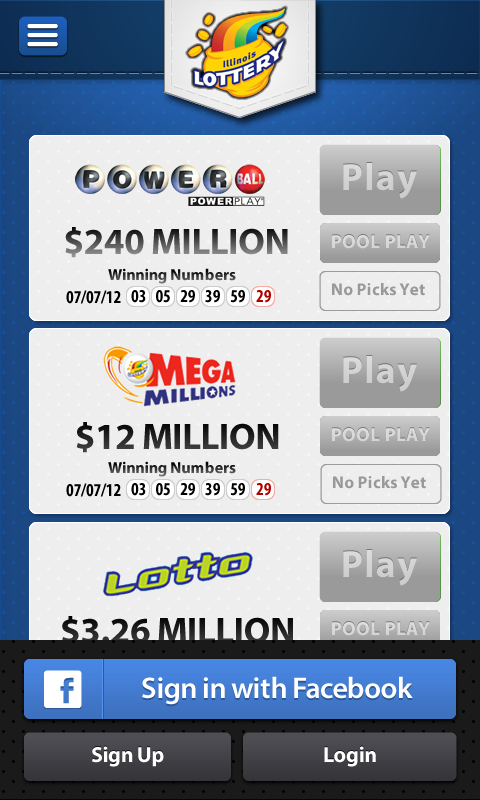 Illinois
LOTTERY
POWERBALL
POWERPLAY
$240 MILLION
Winning Numbers
07/07/12 03 05 29 39 59 29
Play
POOL PLAY
No Picks Yet
MEGA
MILLIONS
$12 MILLION
Winning Numbers
07/07/12 03 05 29 39 59 29
Play
POOL PLAY
No Picks Yet
Lotto
$3.26 MILLION
Play
POOL PLAY
f Sign in with Facebook
Sign Up
Login